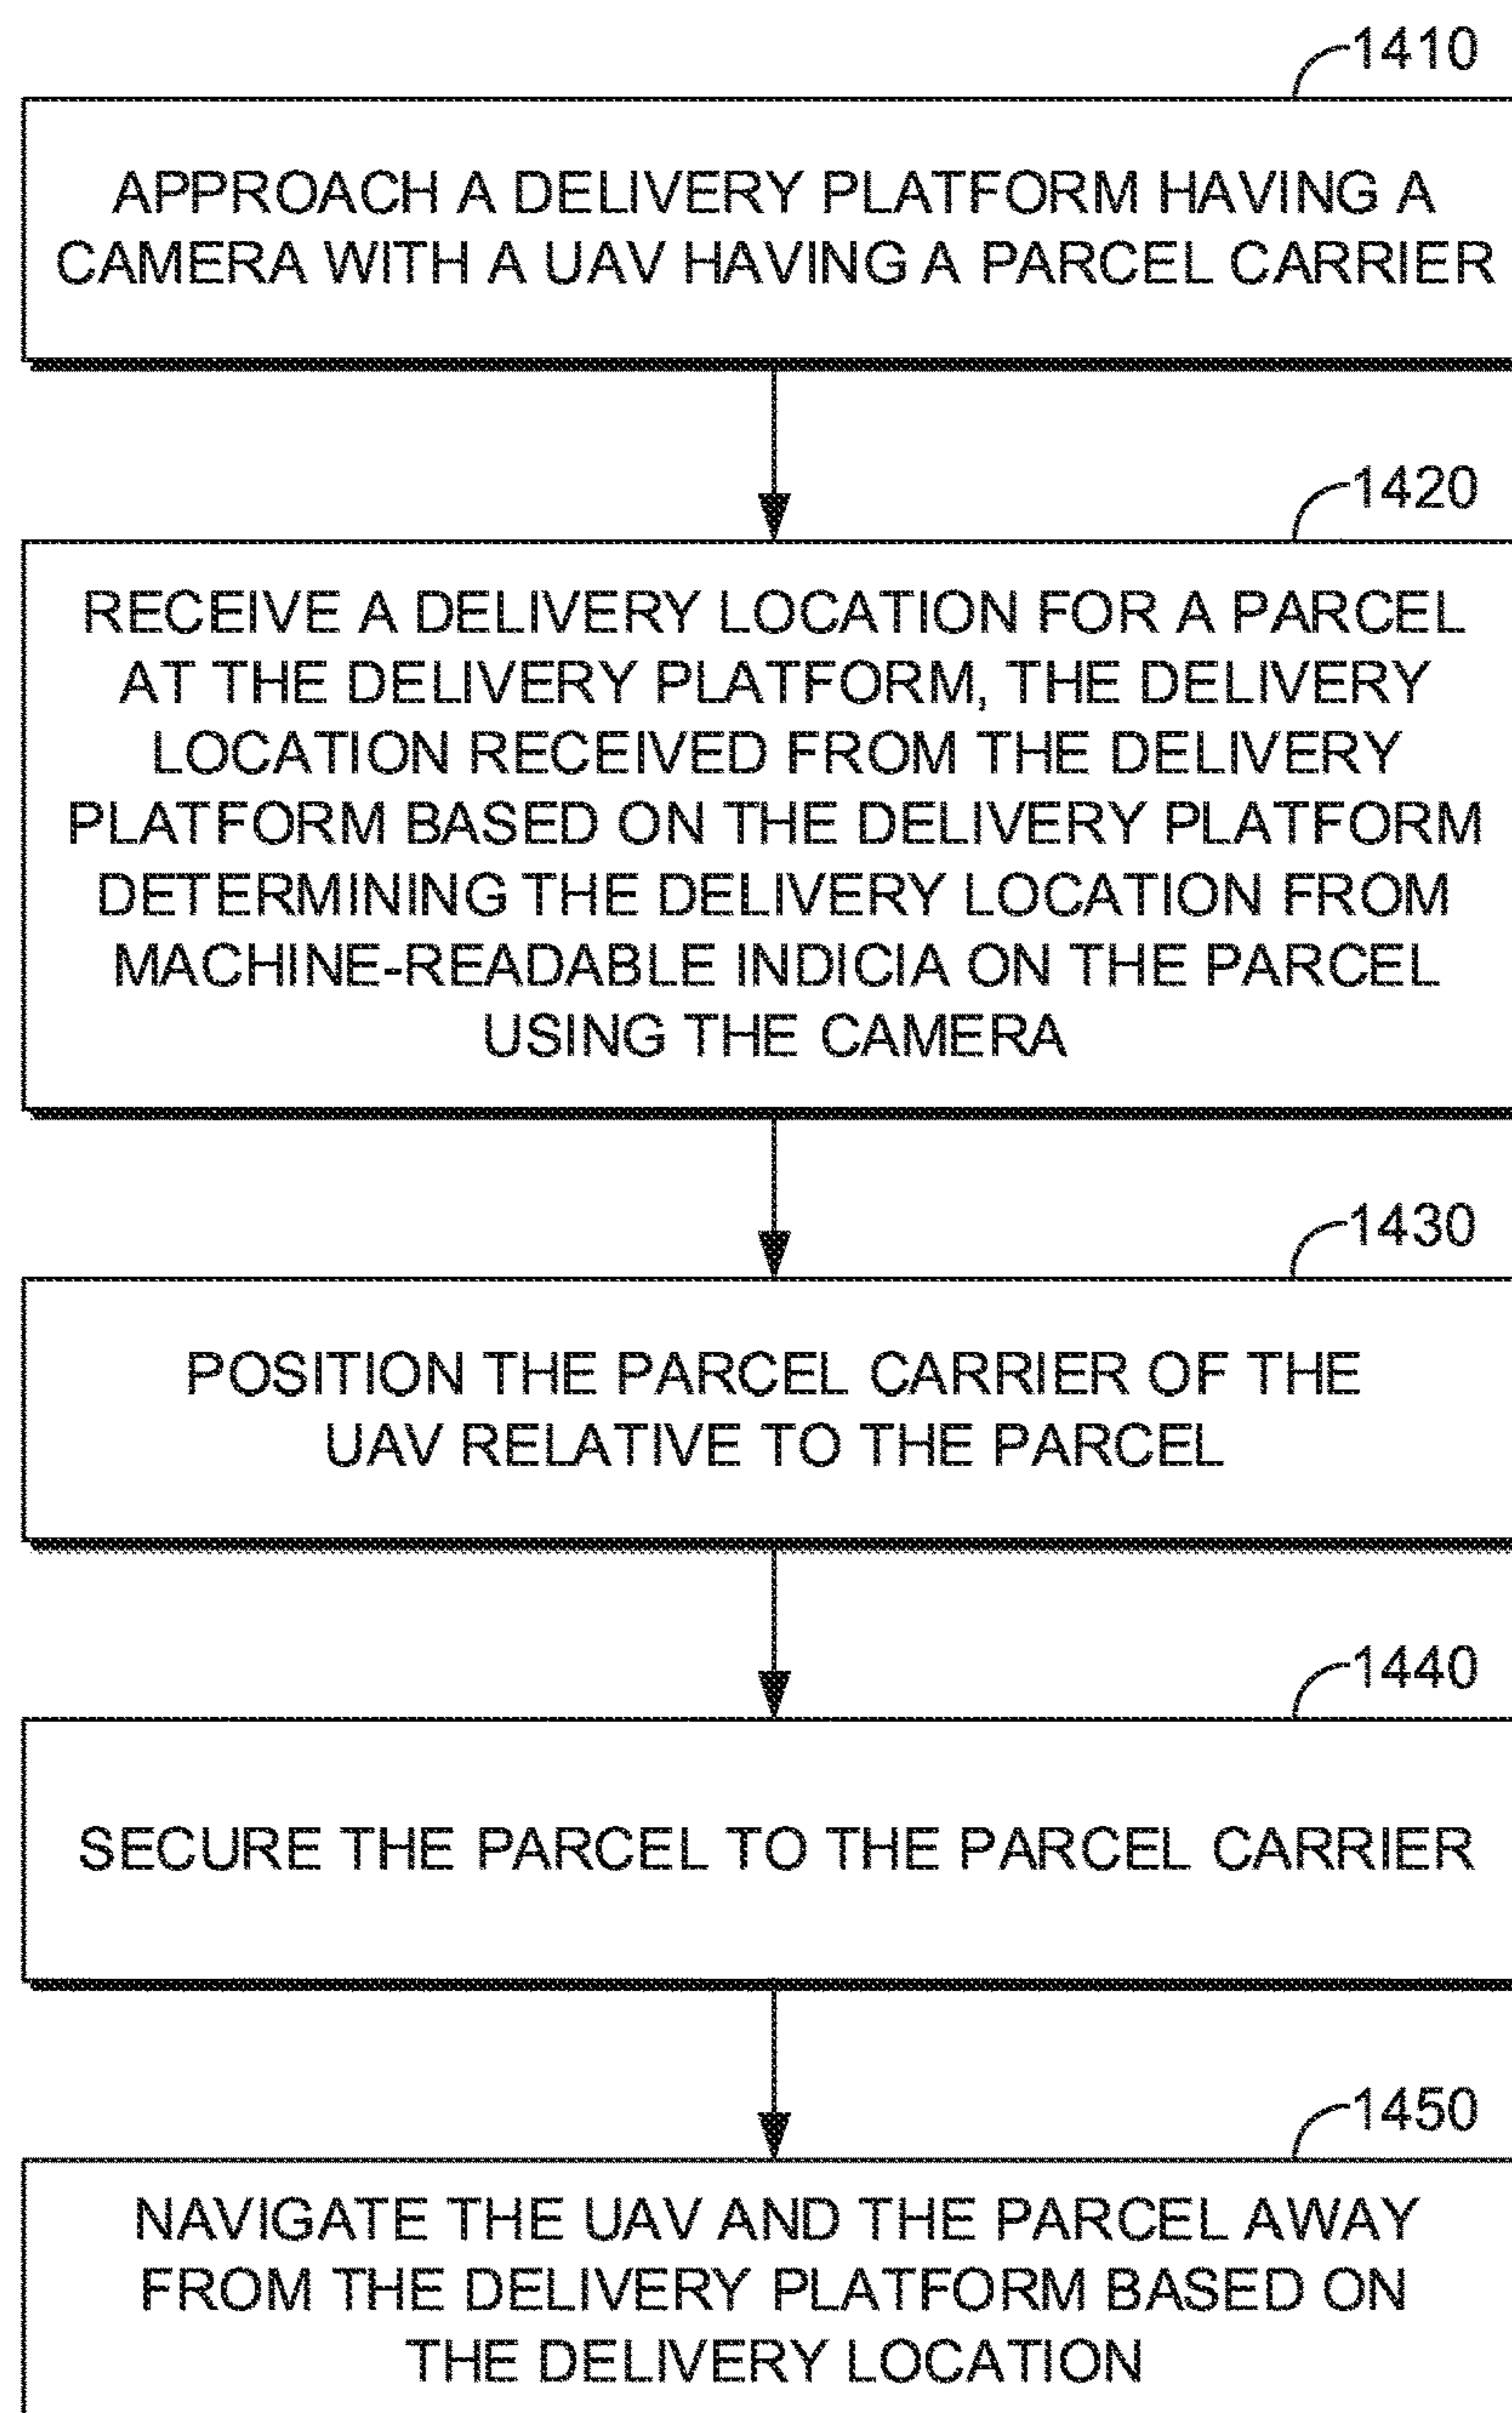 1410
APPROACH A DELIVERY PLATFORM HAVING A
CAMERA WITH A UAV HAVING A PARCEL CARRIER
1420
RECEIVE A DELIVERY LOCATION FOR A PARCEL
AT THE DELIVERY PLATFORM, THE DELIVERY
LOCATION RECEIVED FROM THE DELIVERY
PLATFORM BASED ON THE DELIVERY PLATFORM
DETERMINING THE DELIVERY LOCATION FROM
MACHINE-READABLE INDICIA ON THE PARCEL
USING THE CAMERA
1430
POSITION THE PARCEL CARRIER OF THE
UAV RELATIVE TO THE PARCEL
1440
SECURE THE PARCEL TO THE PARCEL CARRIER
1450
NAVIGATE THE UAV AND THE PARCEL AWAY
FROM THE DELIVERY PLATFORM BASED ON
THE DELIVERY LOCATION